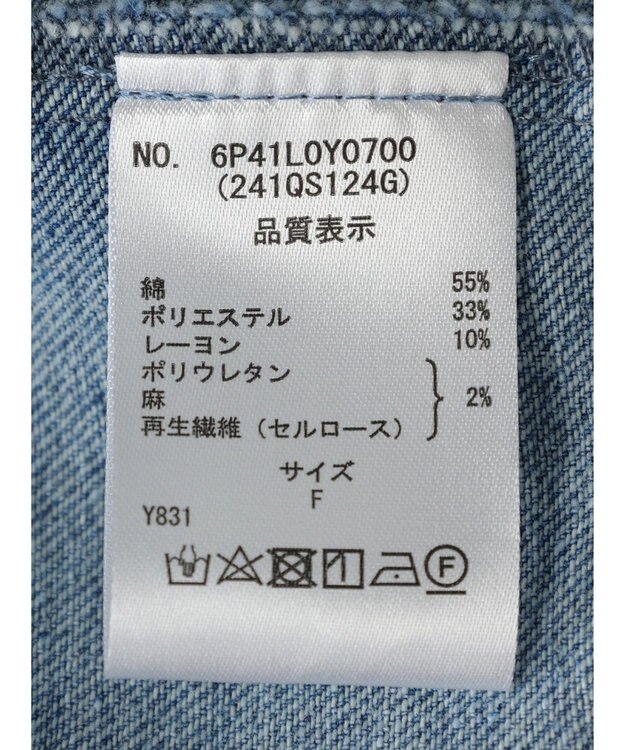 NO. 6P41L0Y0700
(241QS124G)
品質表示
綿 55%
ポリエステル 33%
レーヨン 10%
ポリウレタン
麻
再生繊維（セルロース） } 2%
サイズ
F
Y831
F